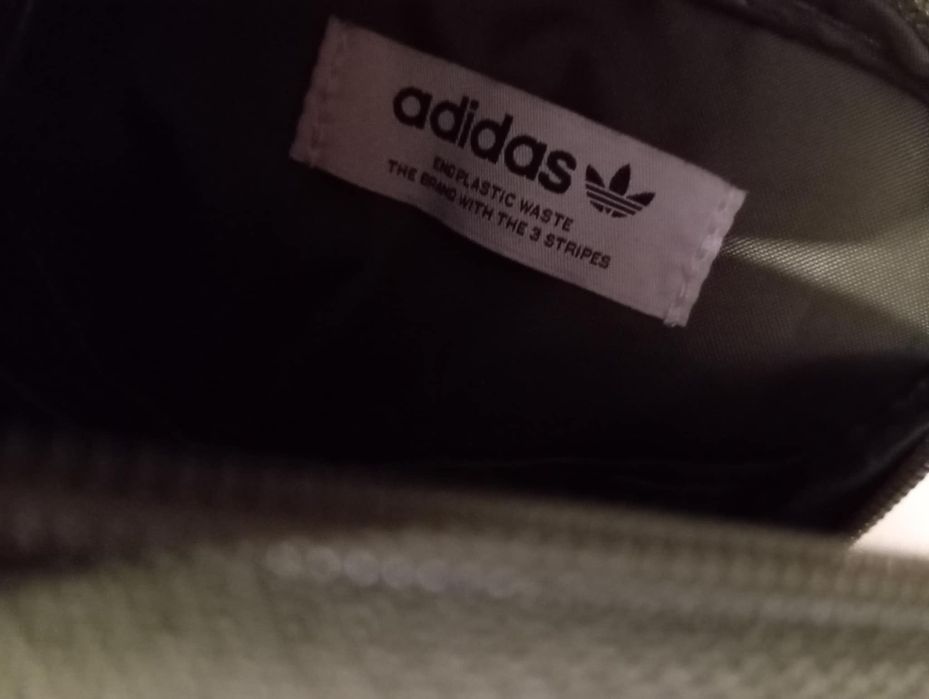 adidas
END PLASTIC WASTE
THE BRAND WITH THE 3 STRIPES